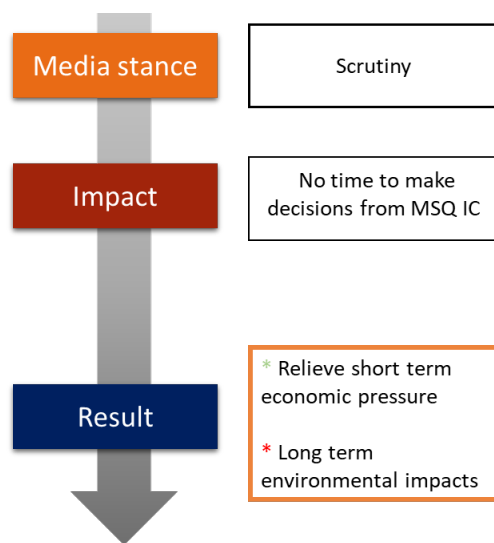 Media stance
Scrutiny
Impact
No time to make
decisions from MSQ IC
Result
* Relieve short term
economic pressure
* Long term
environmental impacts